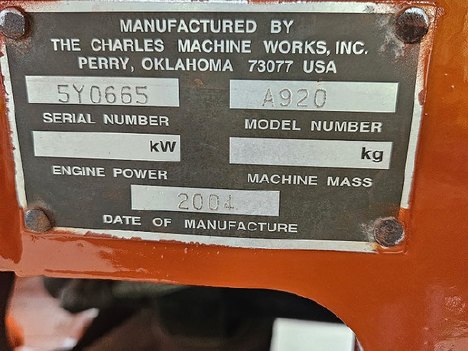 MANUFACTURED BY
THE CHARLES MACHINE WORKS, INC.
PERRY, OKLAHOMA 73077 USA
5Y0665 A920
SERIAL NUMBER MODEL NUMBER
kW kg
ENGINE POWER MACHINE MASS
2004
DATE OF MANUFACTURE